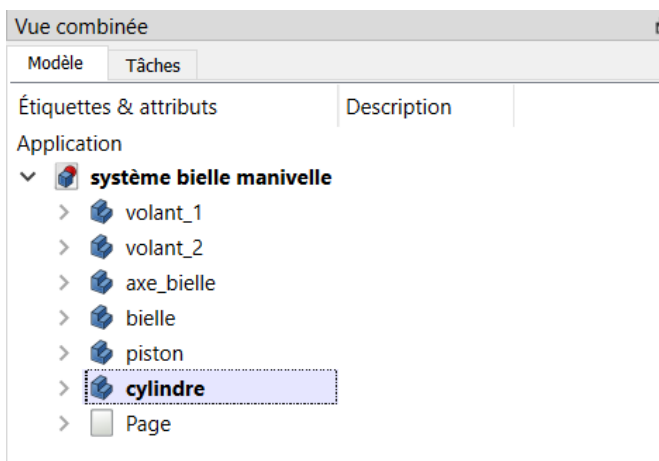 Vue combinée
Modèle Tâches
Étiquettes & attributs Description
Application
système bielle manivelle
volant_1
volant_2
axe_bielle
bielle
piston
cylindre
Page